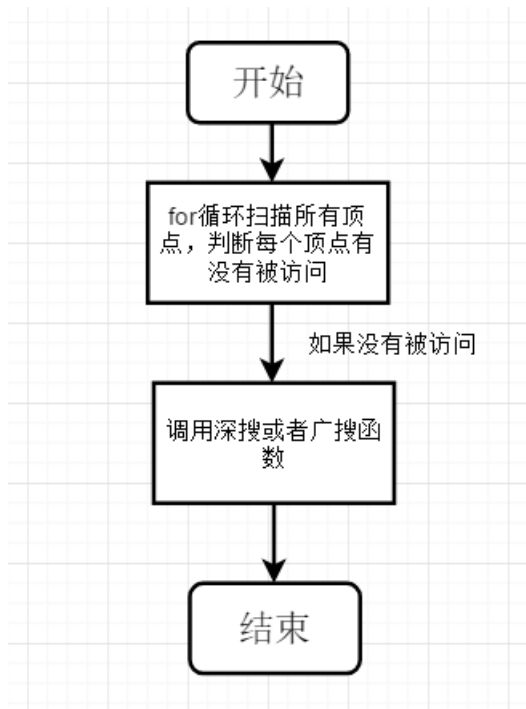 开始
for循环扫描所有顶
点，判断每个顶点有
没有被访问
如果没有被访问
调用深搜或者广搜函
数
结束